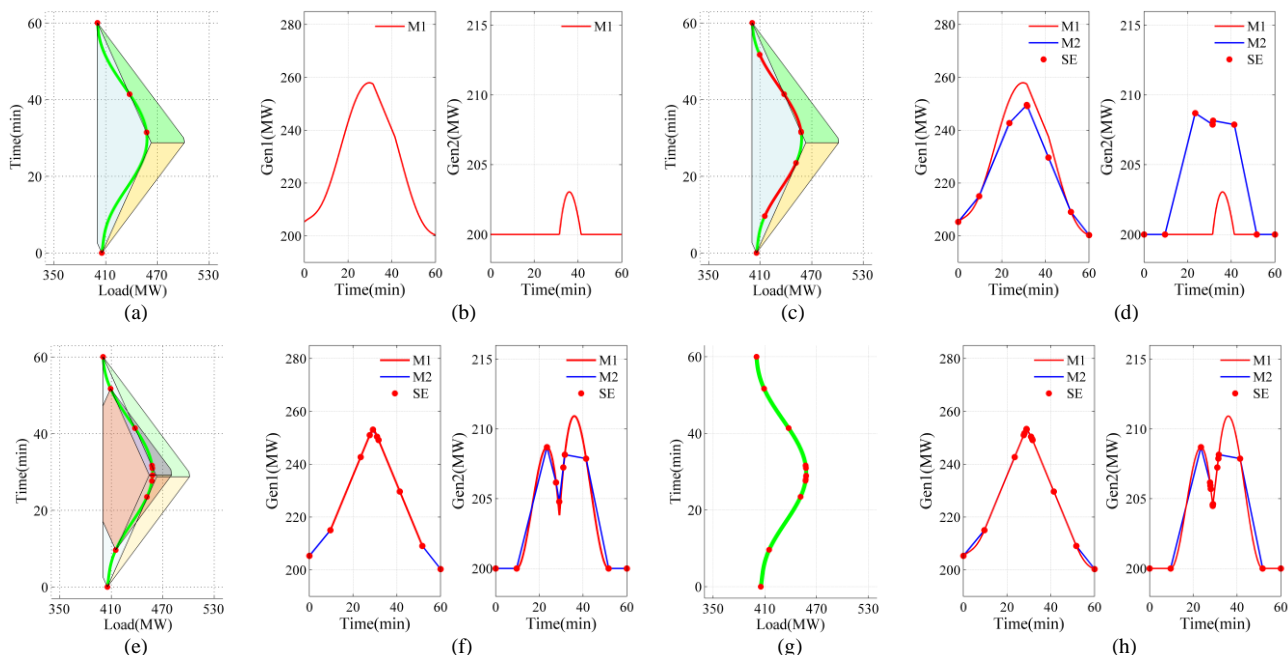 60
40
20
0
Time(min)
350 410 470 530
Load(MW)
(a)
280
260
240
220
200
Gen1(MW)
M1
0 20 40 60
Time(min)
215
210
205
200
Gen2(MW)
M1
0 20 40 60
Time(min)
(b)
60
40
20
0
Time(min)
350 410 470 530
Load(MW)
(c)
280
260
240
220
200
Gen1(MW)
M1
M2
SE
0 20 40 60
Time(min)
215
210
205
200
Gen2(MW)
M1
M2
SE
0 20 40 60
Time(min)
(d)
60
40
20
0
Time(min)
350 410 470 530
Load(MW)
(e)
280
260
240
220
200
Gen1(MW)
M1
M2
SE
0 20 40 60
Time(min)
215
210
205
200
Gen2(MW)
M1
M2
SE
0 20 40 60
Time(min)
(f)
60
40
20
0
Time(min)
350 410 470 530
Load(MW)
(g)
280
260
240
220
200
Gen1(MW)
M1
M2
SE
0 20 40 60
Time(min)
215
210
205
200
Gen2(MW)
M1
M2
SE
0 20 40 60
Time(min)
(h)